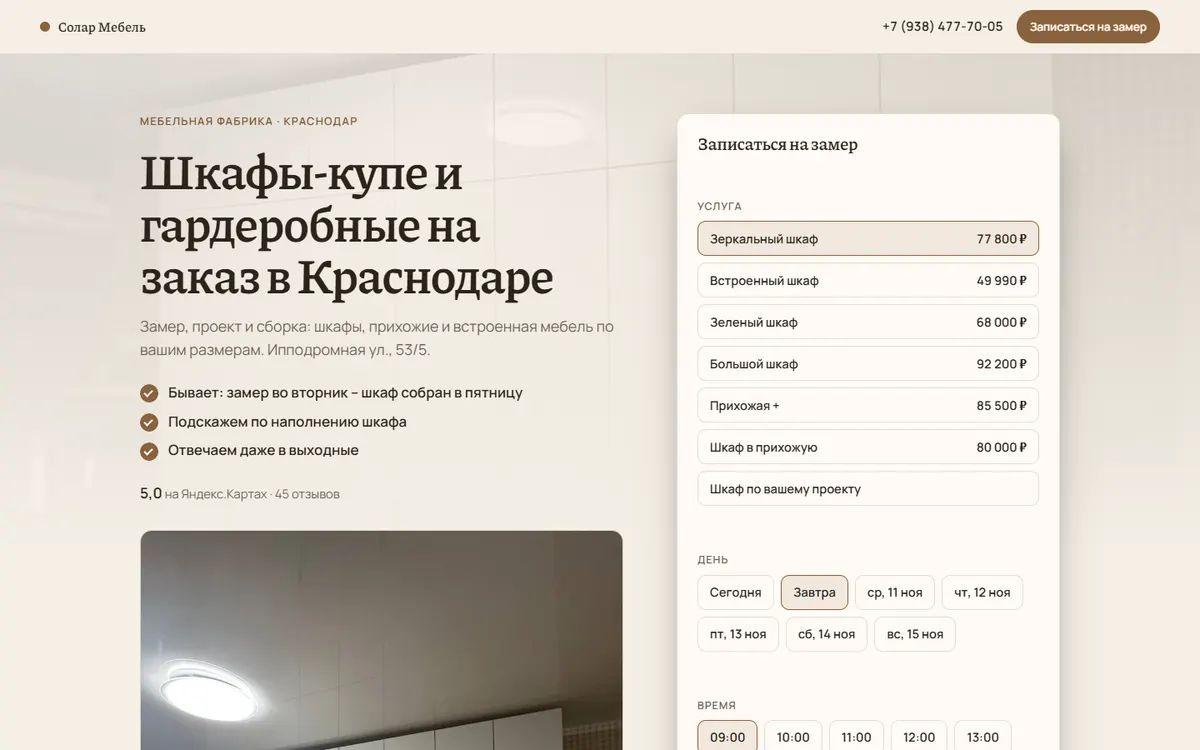 Солар Мебель
+7 (938) 477-70-05
Записаться на замер
МЕБЕЛЬНАЯ ФАБРИКА · КРАСНОДАР
Шкафы-купе и
гардеробные на
заказ в Краснодаре
Замер, проект и сборка: шкафы, прихожие и встроенная мебель по
вашим размерам. Ипподромная ул., 53/5.
Бывает: замер во вторник – шкаф собран в пятницу
Подскажем по наполнению шкафа
Отвечаем даже в выходные
5,0 на Яндекс.Картах · 45 отзывов
Записаться на замер
УСЛУГА
Зеркальный шкаф 77 800 ₽
Встроенный шкаф 49 990 ₽
Зеленый шкаф 68 000 ₽
Большой шкаф 92 200 ₽
Прихожая + 85 500 ₽
Шкаф в прихожую 80 000 ₽
Шкаф по вашему проекту
ДЕНЬ
Сегодня Завтра ср, 11 ноя чт, 12 ноя
пт, 13 ноя сб, 14 ноя вс, 15 ноя
ВРЕМЯ
09:00 10:00 11:00 12:00 13:00